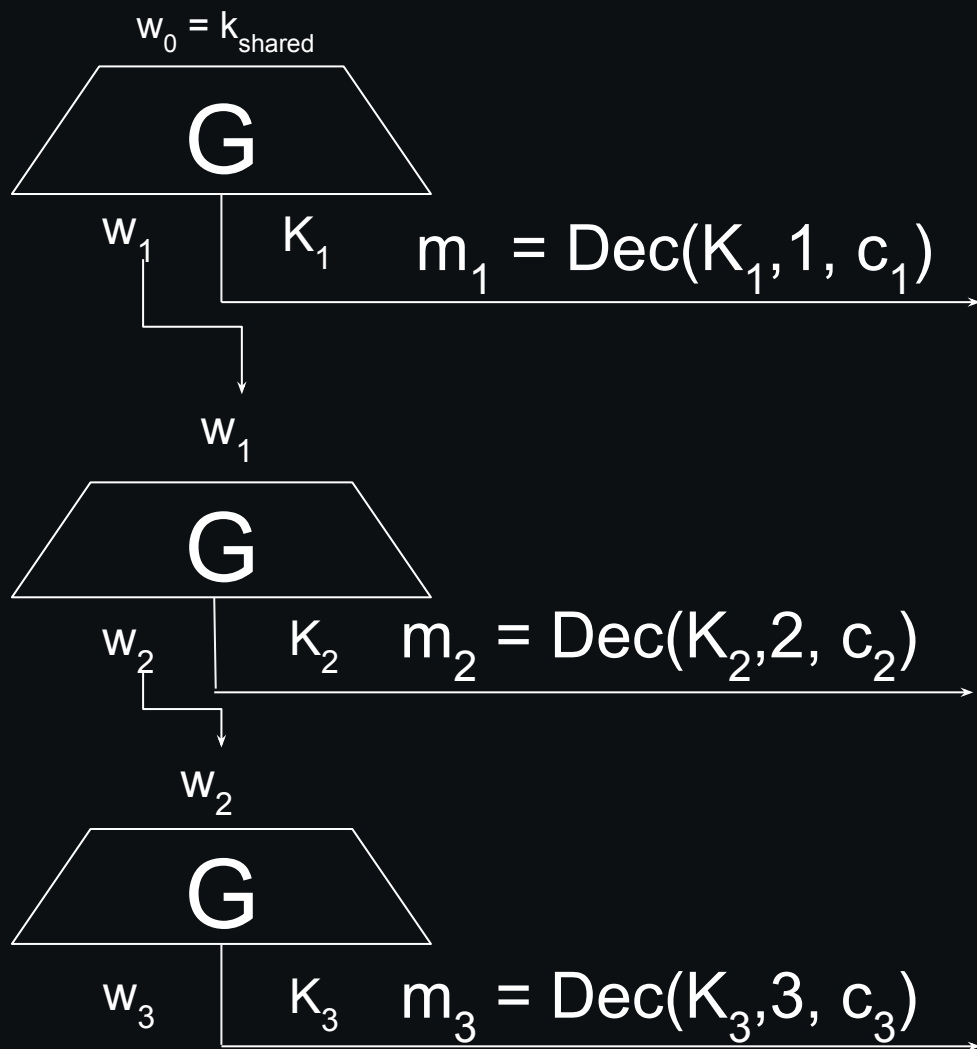 w₀ = k_shared
G
w₁ K₁ m₁ = Dec(K₁,1, c₁)
w₁
G
w₂ K₂ m₂ = Dec(K₂,2, c₂)
w₂
G
w₃ K₃ m₃ = Dec(K₃,3, c₃)